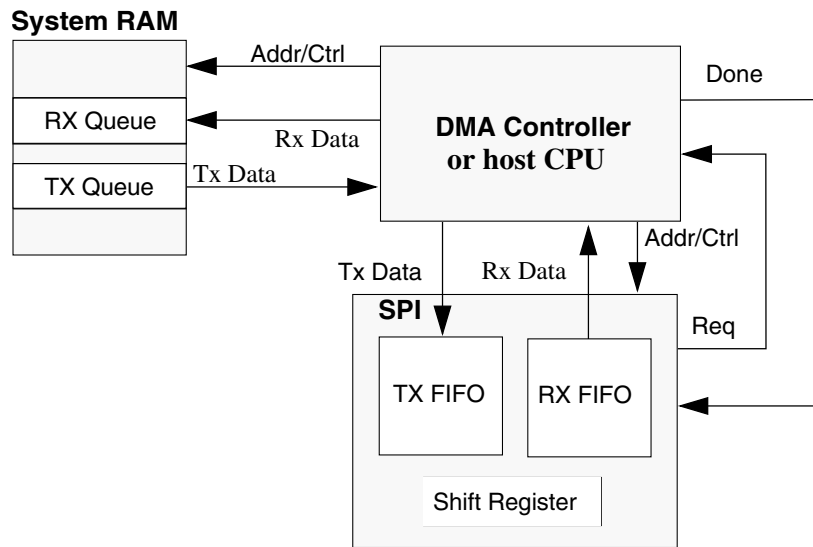 System RAM
Addr/Ctrl
Done
RX Queue
Rx Data
DMA Controller
or host CPU
TX Queue
Tx Data
Addr/Ctrl
Tx Data
Rx Data
SPI
Req
TX FIFO
RX FIFO
Shift Register